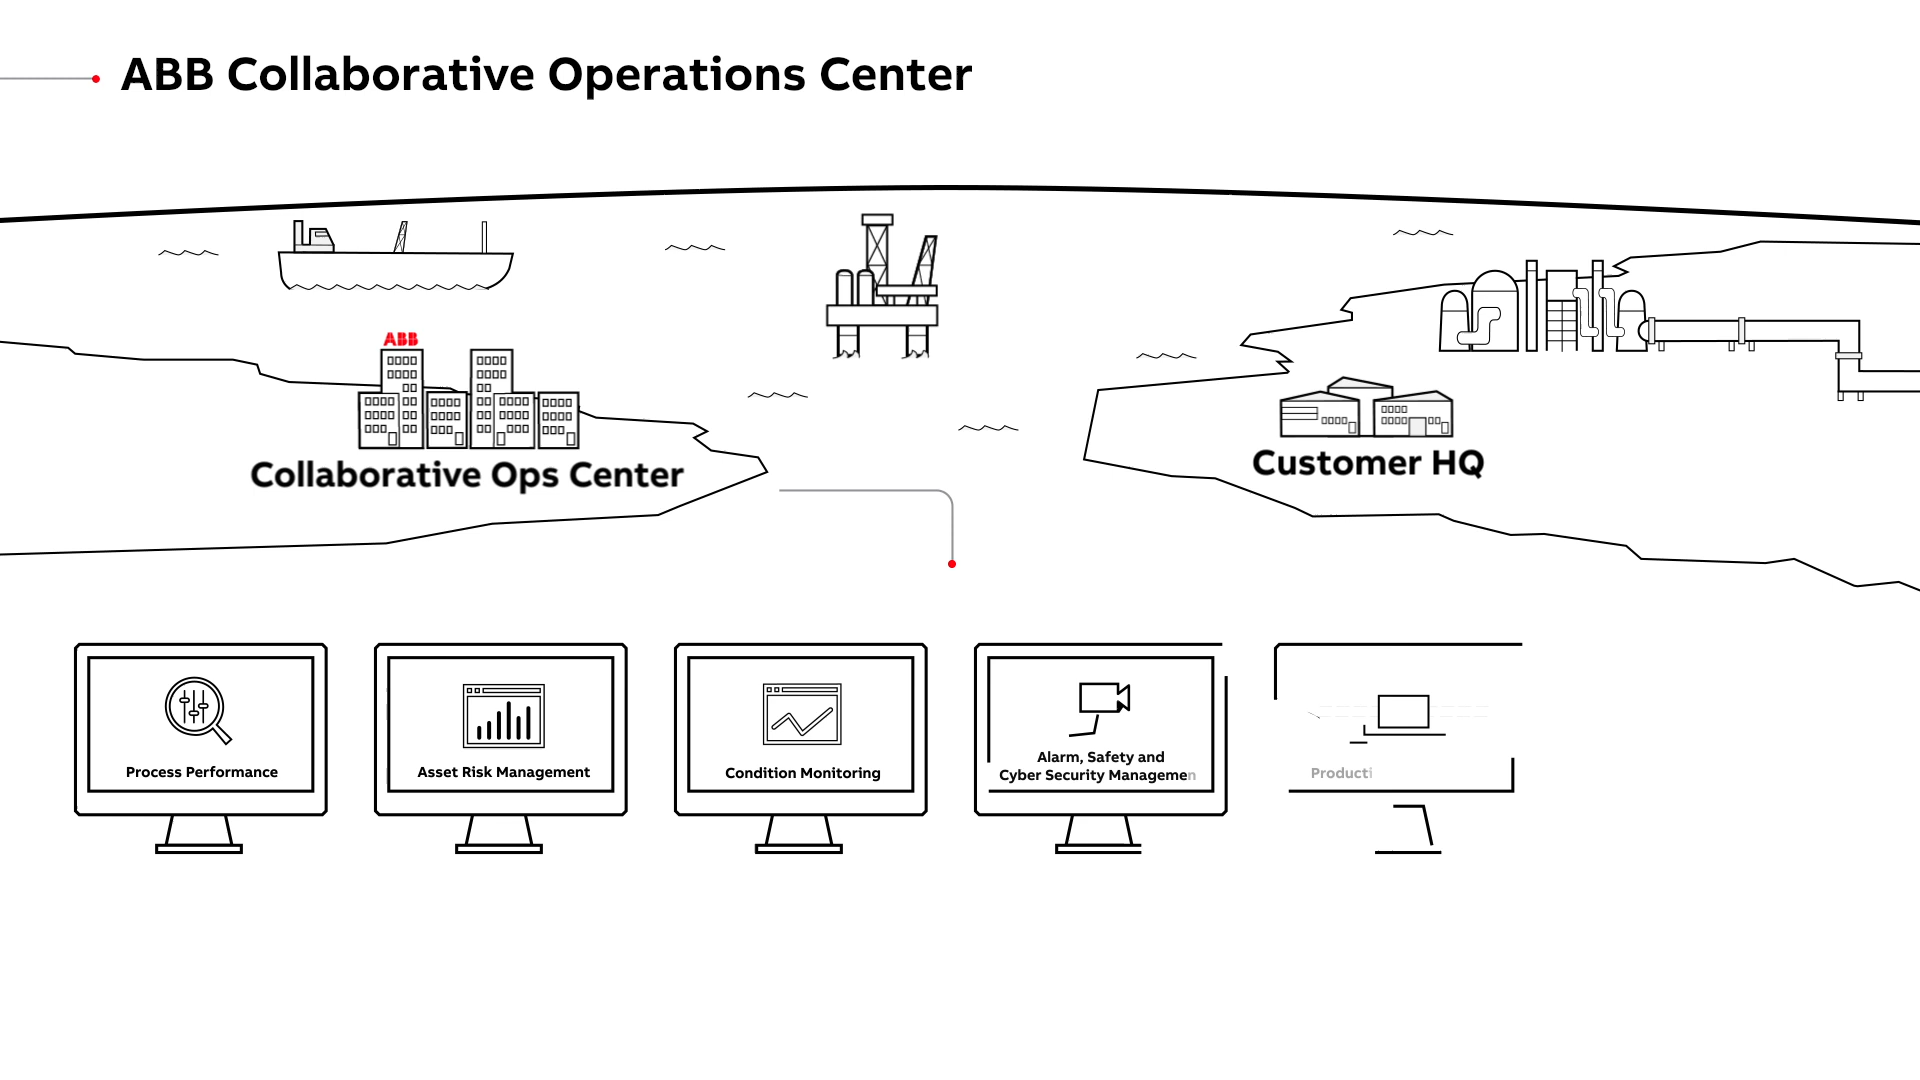 ABB Collaborative Operations Center
ABB
Collaborative Ops Center
Customer HQ
Process Performance
Asset Risk Management
Condition Monitoring
Alarm, Safety and
Cyber Security Managemen
Producti